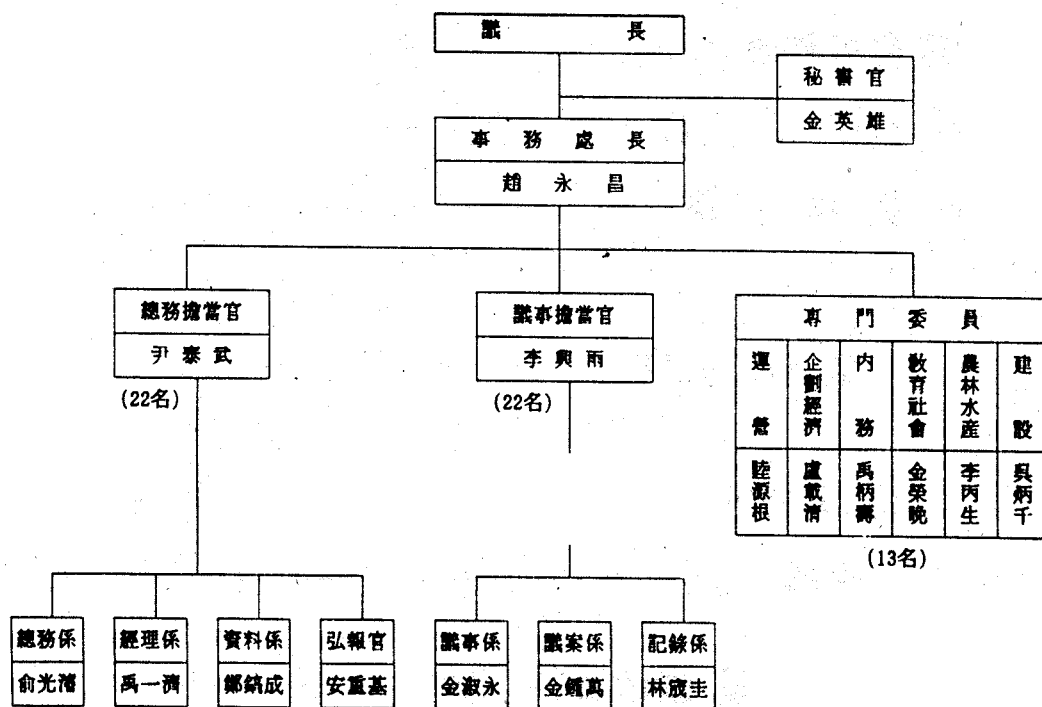 議長
秘書官
金英雄
事務處長
趙永昌
總務擔當官
尹泰武
(22名)
議事擔當官
李興雨
(22名)
專門委員
運營
企劃經濟
內務
敎育社會
農林水産
建設
陸源根
盧載清
禹柄壽
金榮晩
李丙生
吳炳千
(13名)
總務係
經理係
資料係
弘報官
議事係
議案係
記錄係
俞光濬
禹一濟
鄭鎬成
安重基
金淑永
金鍾萬
林成圭